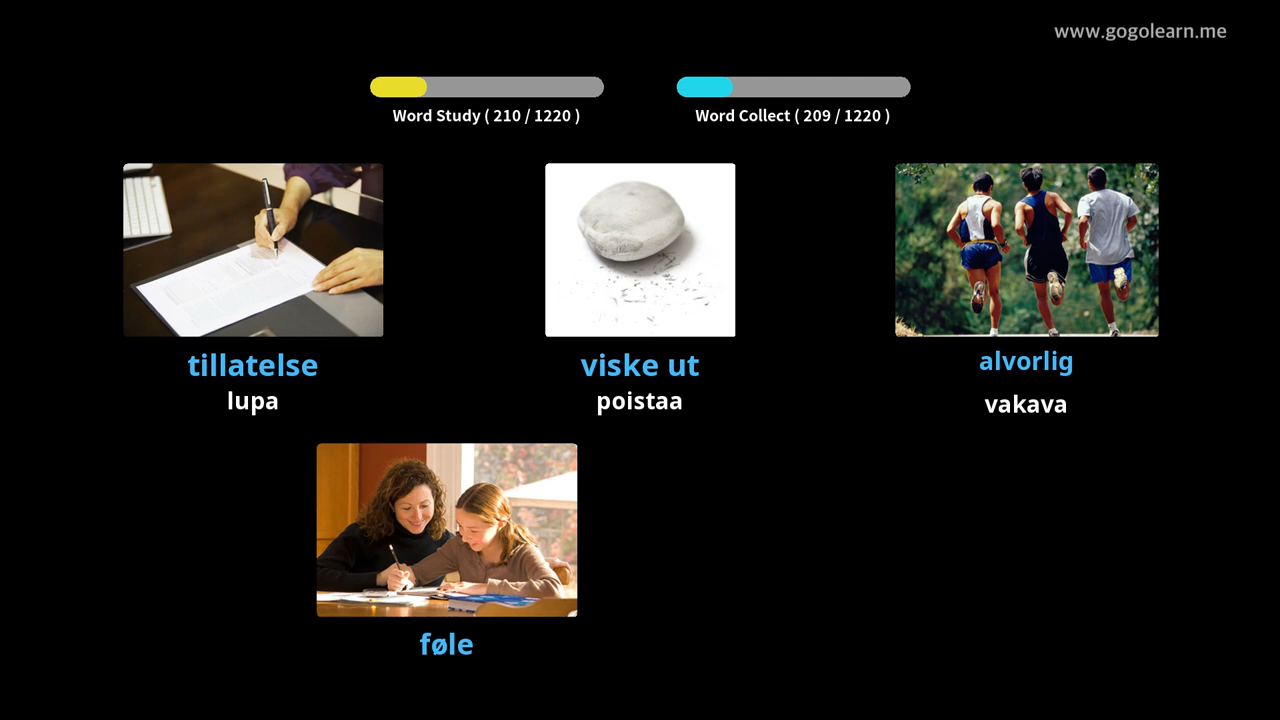 www.gogolearn.me
Word Study ( 210 / 1220 )
Word Collect ( 209 / 1220 )
tillatelse
lupa
viske ut
poistaa
alvorlig
vakava
føle